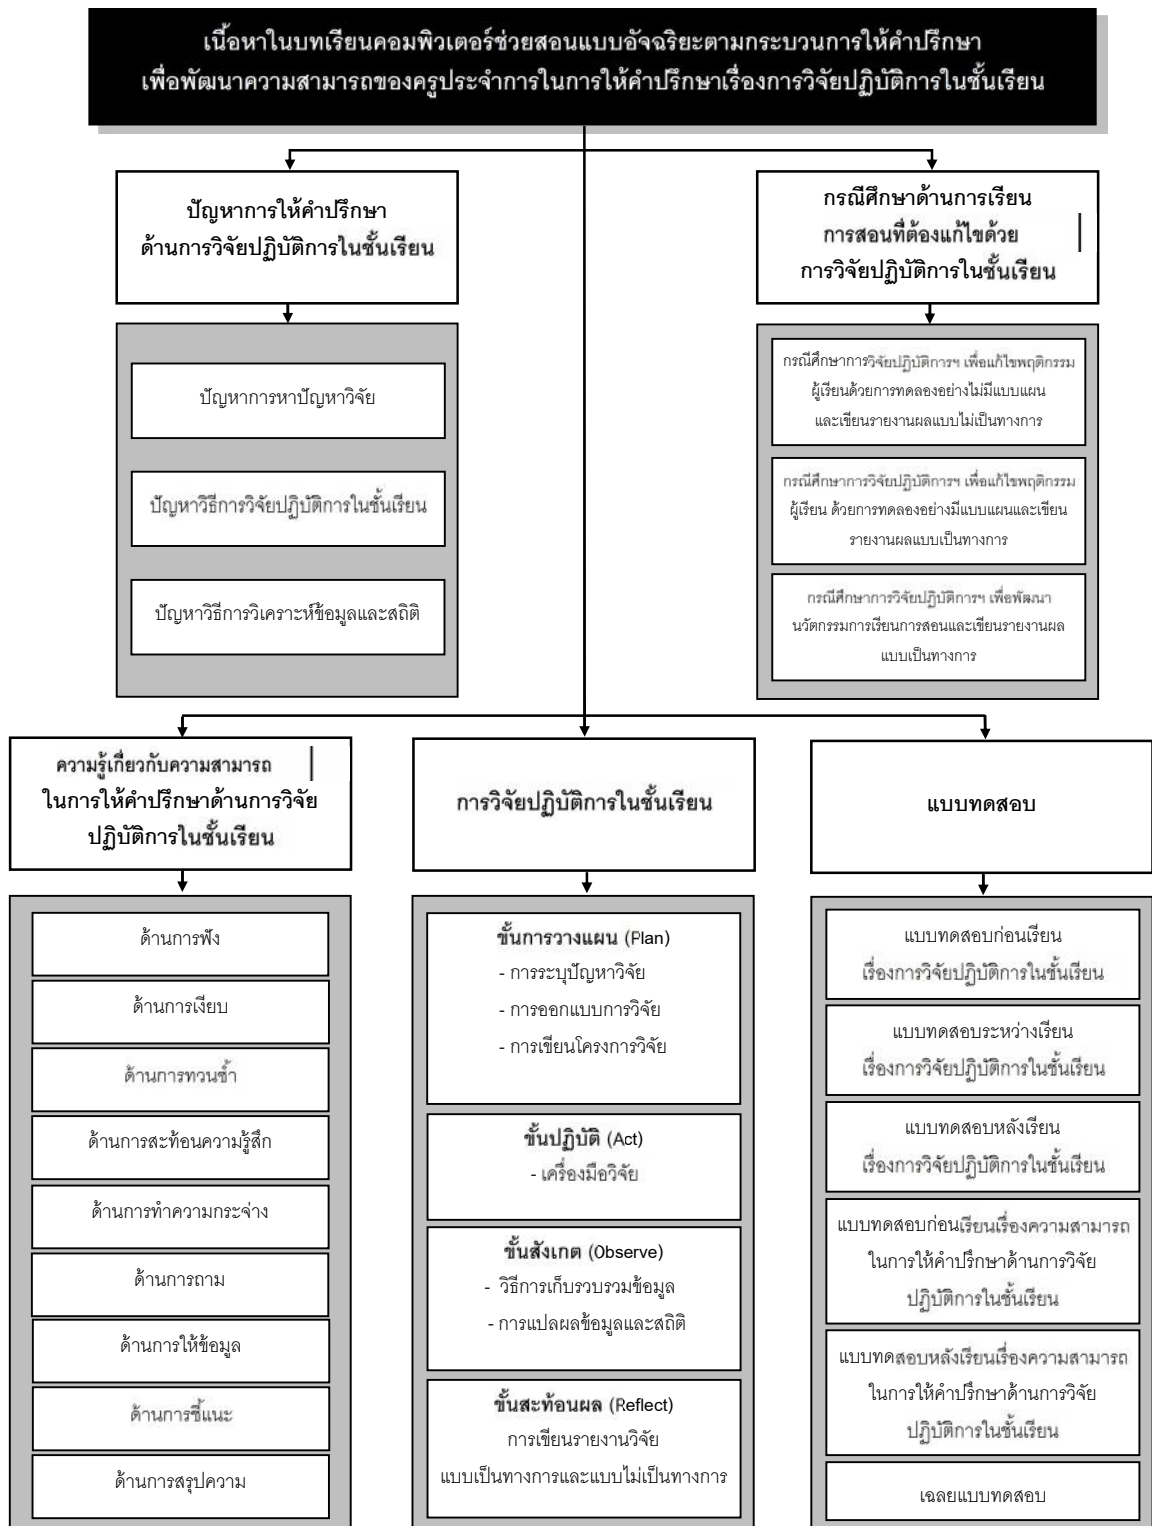 เนื้อหาในบทเรียนคอมพิวเตอร์ช่วยสอนแบบอัจฉริยะตามกระบวนการให้คำปรึกษา
เพื่อพัฒนาความสามารถของครูประจำการในการให้คำปรึกษาเรื่องการวิจัยปฏิบัติการในชั้นเรียน
ปัญหาการให้คำปรึกษา
ด้านการวิจัยปฏิบัติการในชั้นเรียน
ปัญหาการหาปัญหาวิจัย
ปัญหาวิธีการวิจัยปฏิบัติการในชั้นเรียน
ปัญหาวิธีการวิเคราะห์ข้อมูลและสถิติ
กรณีศึกษาด้านการเรียน
การสอนที่ต้องแก้ไขด้วย
การวิจัยปฏิบัติการในชั้นเรียน
กรณีศึกษาการวิจัยปฏิบัติการฯ เพื่อแก้ไขพฤติกรรม
ผู้เรียนด้วยการทดลองอย่างไม่มีแบบแผน
และเขียนรายงานผลแบบไม่เป็นทางการ
กรณีศึกษาการวิจัยปฏิบัติการฯ เพื่อแก้ไขพฤติกรรม
ผู้เรียน ด้วยการทดลองอย่างมีแบบแผนและเขียน
รายงานผลแบบเป็นทางการ
กรณีศึกษาการวิจัยปฏิบัติการฯ เพื่อพัฒนา
นวัตกรรมการเรียนการสอนและเขียนรายงานผล
แบบเป็นทางการ
ความรู้เกี่ยวกับความสามารถ
ในการให้คำปรึกษาด้านการวิจัย
ปฏิบัติการในชั้นเรียน
ด้านการฟัง
ด้านการเงียบ
ด้านการทวนซ้ำ
ด้านการสะท้อนความรู้สึก
ด้านการทำความกระจ่าง
ด้านการถาม
ด้านการให้ข้อมูล
ด้านการชี้แนะ
ด้านการสรุปความ
การวิจัยปฏิบัติการในชั้นเรียน
ขั้นการวางแผน (Plan)
- การระบุปัญหาวิจัย
- การออกแบบการวิจัย
- การเขียนโครงการวิจัย
ขั้นปฏิบัติ (Act)
- เครื่องมือวิจัย
ขั้นสังเกต (Observe)
- วิธีการเก็บรวบรวมข้อมูล
- การแปลผลข้อมูลและสถิติ
ขั้นสะท้อนผล (Reflect)
การเขียนรายงานวิจัย
แบบเป็นทางการและแบบไม่เป็นทางการ
แบบทดสอบ
แบบทดสอบก่อนเรียน
เรื่องการวิจัยปฏิบัติการในชั้นเรียน
แบบทดสอบระหว่างเรียน
เรื่องการวิจัยปฏิบัติการในชั้นเรียน
แบบทดสอบหลังเรียน
เรื่องการวิจัยปฏิบัติการในชั้นเรียน
แบบทดสอบก่อนเรียนเรื่องความสามารถ
ในการให้คำปรึกษาด้านการวิจัย
ปฏิบัติการในชั้นเรียน
แบบทดสอบหลังเรียนเรื่องความสามารถ
ในการให้คำปรึกษาด้านการวิจัย
ปฏิบัติการในชั้นเรียน
เฉลยแบบทดสอบ